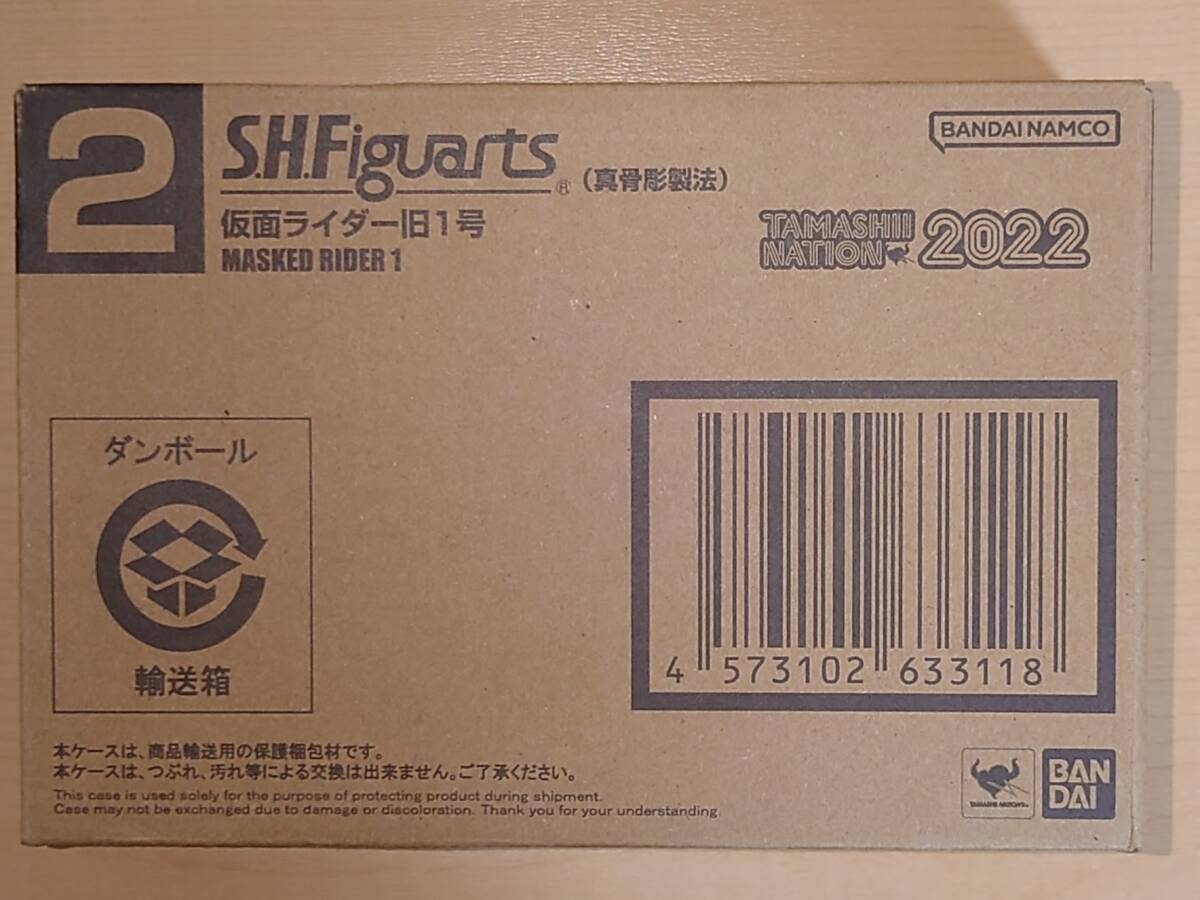 2
S.H.Figuarts® (真骨彫製法)
仮面ライダー旧1号
MASKED RIDER 1
BANDAI NAMCO
TAMASHII NATION 2022
ダンボール
輸送箱
4 573102 633118
本ケースは、商品輸送用の保護梱包材です。
本ケースは、つぶれ、汚れ等による交換は出来ません。ご了承ください。
This case is used solely for the purpose of protecting product during shipment.
Case may not be exchanged due to damage or discoloration. Thank you for your understanding.
TAMASHII NATIONS
BAN
DAI